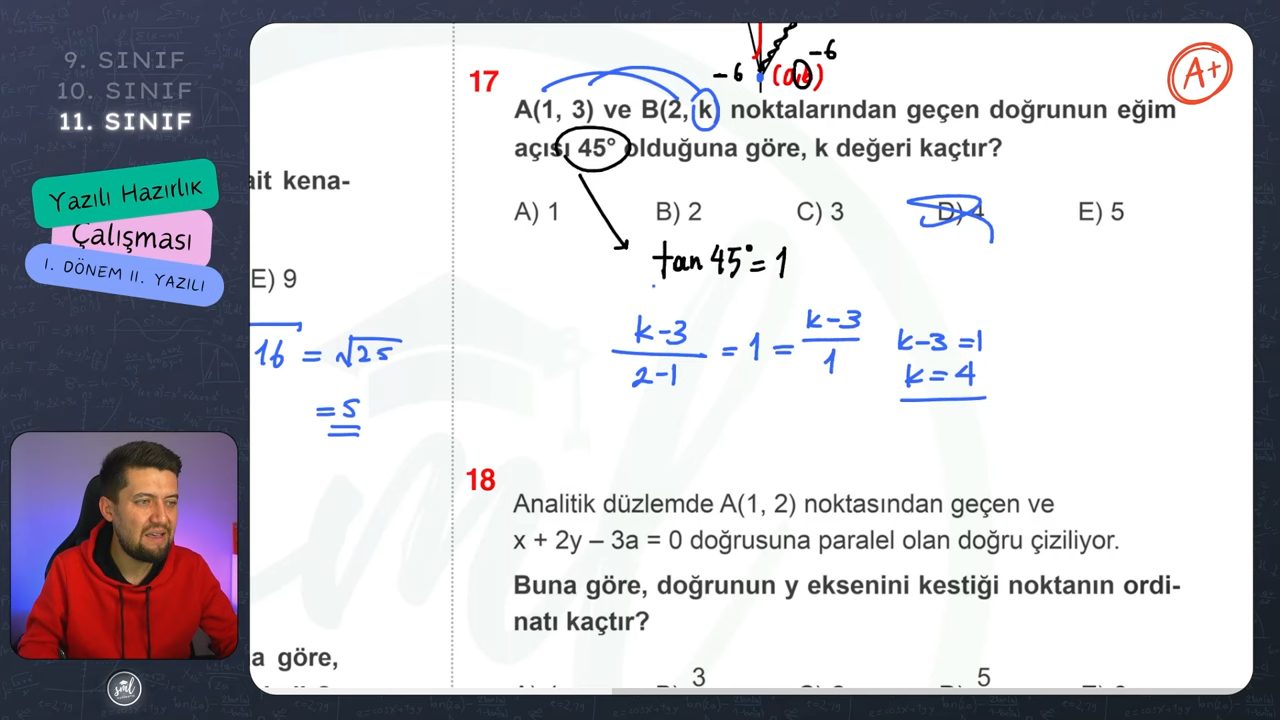 9. SINIF
10. SINIF
11. SINIF
Yazılı Hazırlık
Çalışması
I. DÖNEM II. YAZILI
ait kena-
E) 9
16 = √25
= 5
a göre,
sml
A+
-6
-6
17
A(1, 3) ve B(2, k) noktalarından geçen doğrunun eğim
açısı 45° olduğuna göre, k değeri kaçtır?
A) 1 B) 2 C) 3 D) 4 E) 5
tan 45° = 1
k-3 / 2-1 = 1 = k-3 / 1
k-3 = 1
k = 4
18
Analitik düzlemde A(1, 2) noktasından geçen ve
x + 2y – 3a = 0 doğrusuna paralel olan doğru çiziliyor.
Buna göre, doğrunun y eksenini kestiği noktanın ordi-
natı kaçtır?
3 5